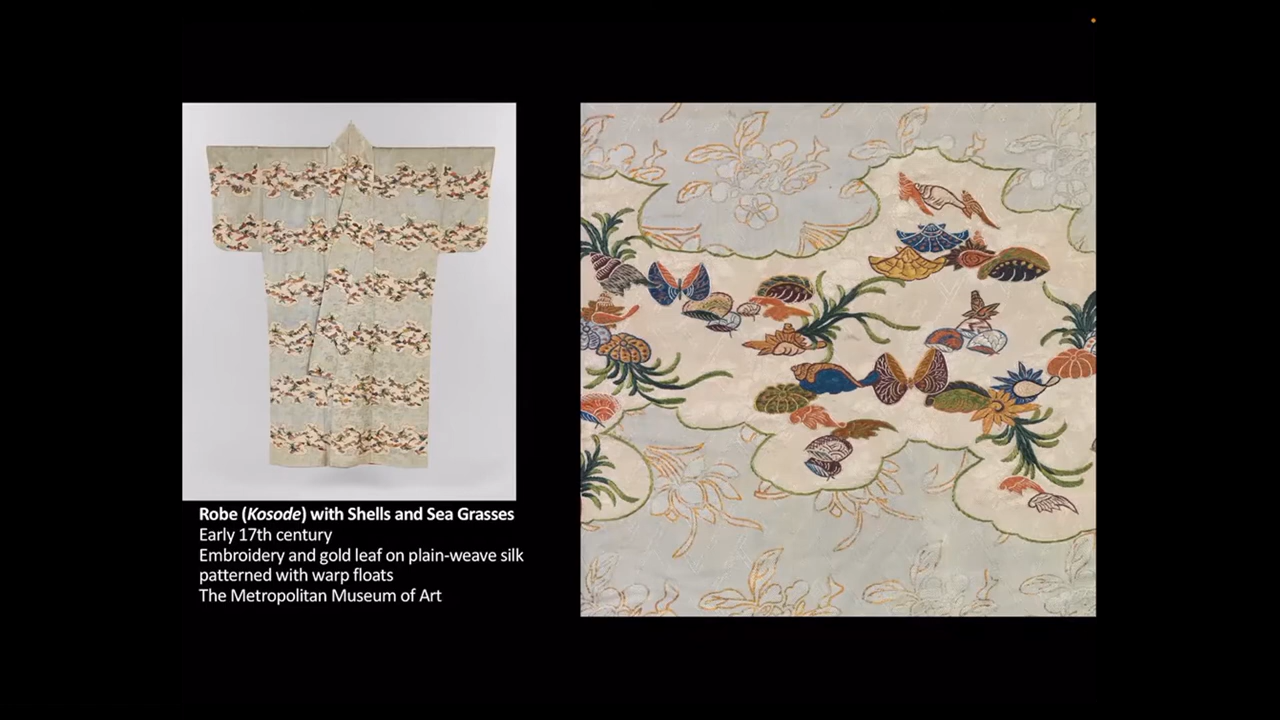 Robe (Kosode) with Shells and Sea Grasses
Early 17th century
Embroidery and gold leaf on plain-weave silk
patterned with warp floats
The Metropolitan Museum of Art